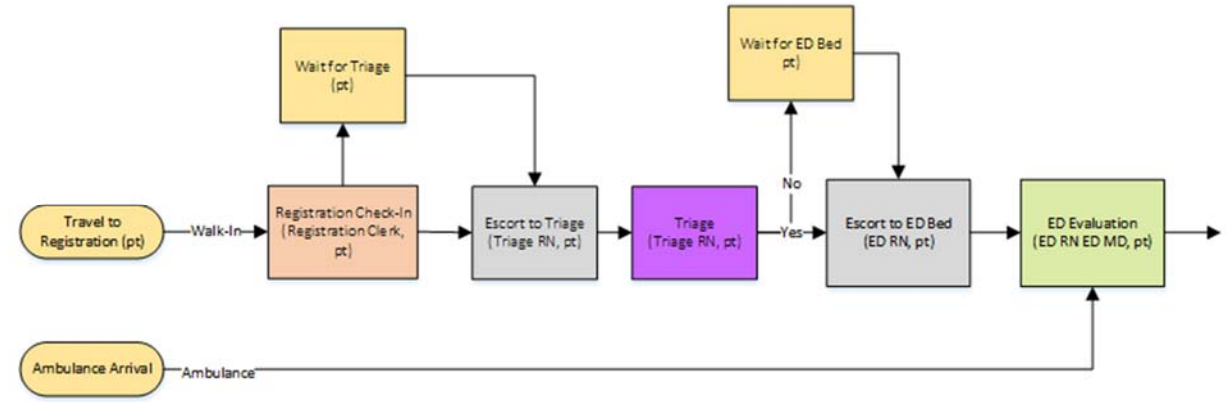 Wait for Triage
(pt)
Wait for ED Bed
pt)
Travel to
Registration (pt)
Walk-In
Registration Check-In
(Registration Clerk,
pt)
Escort to Triage
(Triage RN, pt)
Triage
(Triage RN, pt)
No
Yes
Escort to ED Bed
(ED RN, pt)
ED Evaluation
(ED RN ED MD, pt)
Ambulance Arrival
Ambulance